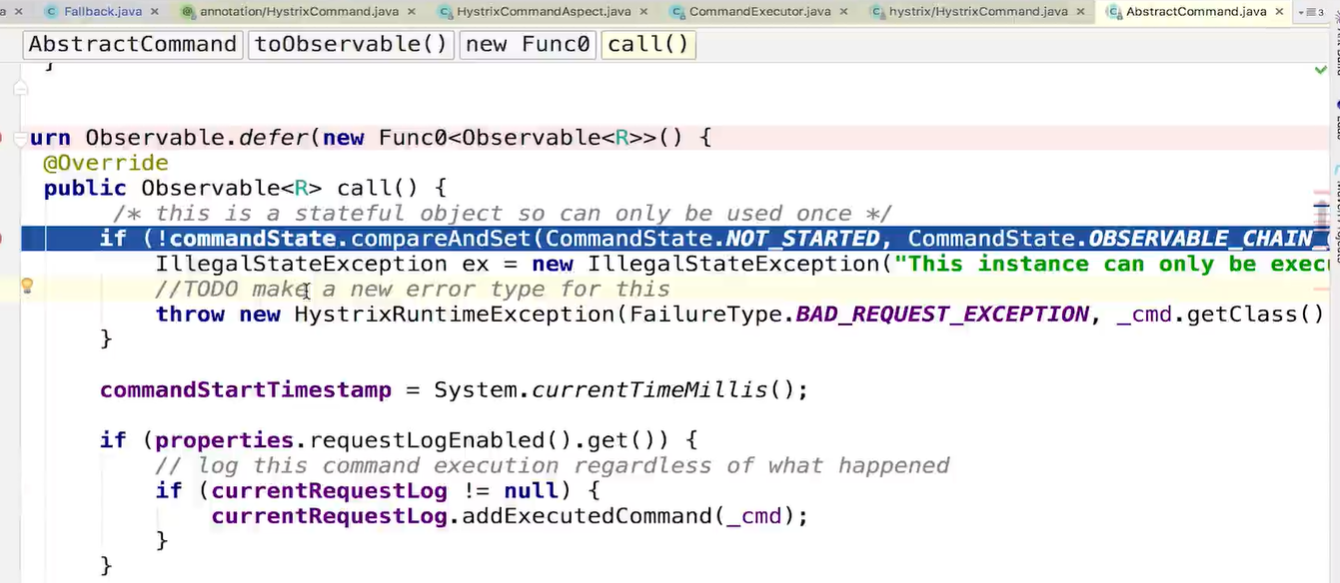 a × Fallback.java × annotation/HystrixCommand.java × HystrixCommandAspect.java × CommandExecutor.java × hystrix/HystrixCommand.java × AbstractCommand.java × 3
AbstractCommand toObservable() new Func0 call()
}
urn Observable.defer(new Func0<Observable<R>>() {
@Override
public Observable<R> call() {
/* this is a stateful object so can only be used once */
if (!commandState.compareAndSet(CommandState.NOT_STARTED, CommandState.OBSERVABLE_CHAIN_
IllegalStateException ex = new IllegalStateException("This instance can only be exec
//TODO make a new error type for this
throw new HystrixRuntimeException(FailureType.BAD_REQUEST_EXCEPTION, _cmd.getClass()
}
commandStartTimestamp = System.currentTimeMillis();
if (properties.requestLogEnabled().get()) {
// log this command execution regardless of what happened
if (currentRequestLog != null) {
currentRequestLog.addExecutedCommand(_cmd);
}
}